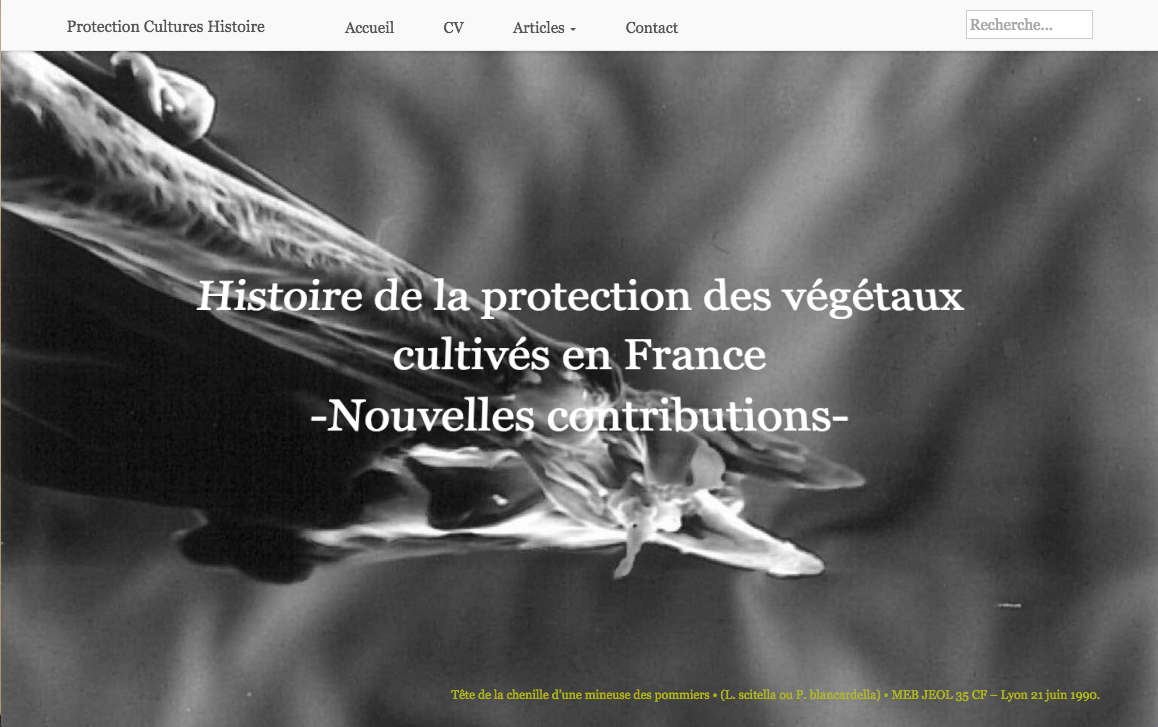 Protection Cultures Histoire
Accueil
CV
Articles
Contact
Recherche...
Histoire de la protection des végétaux
cultivés en France
-Nouvelles contributions-
Tête de la chenille d'une mineuse des pommiers • (L. scitella ou P. blancardella) • MEB JEOL 35 CF – Lyon 21 juin 1990.